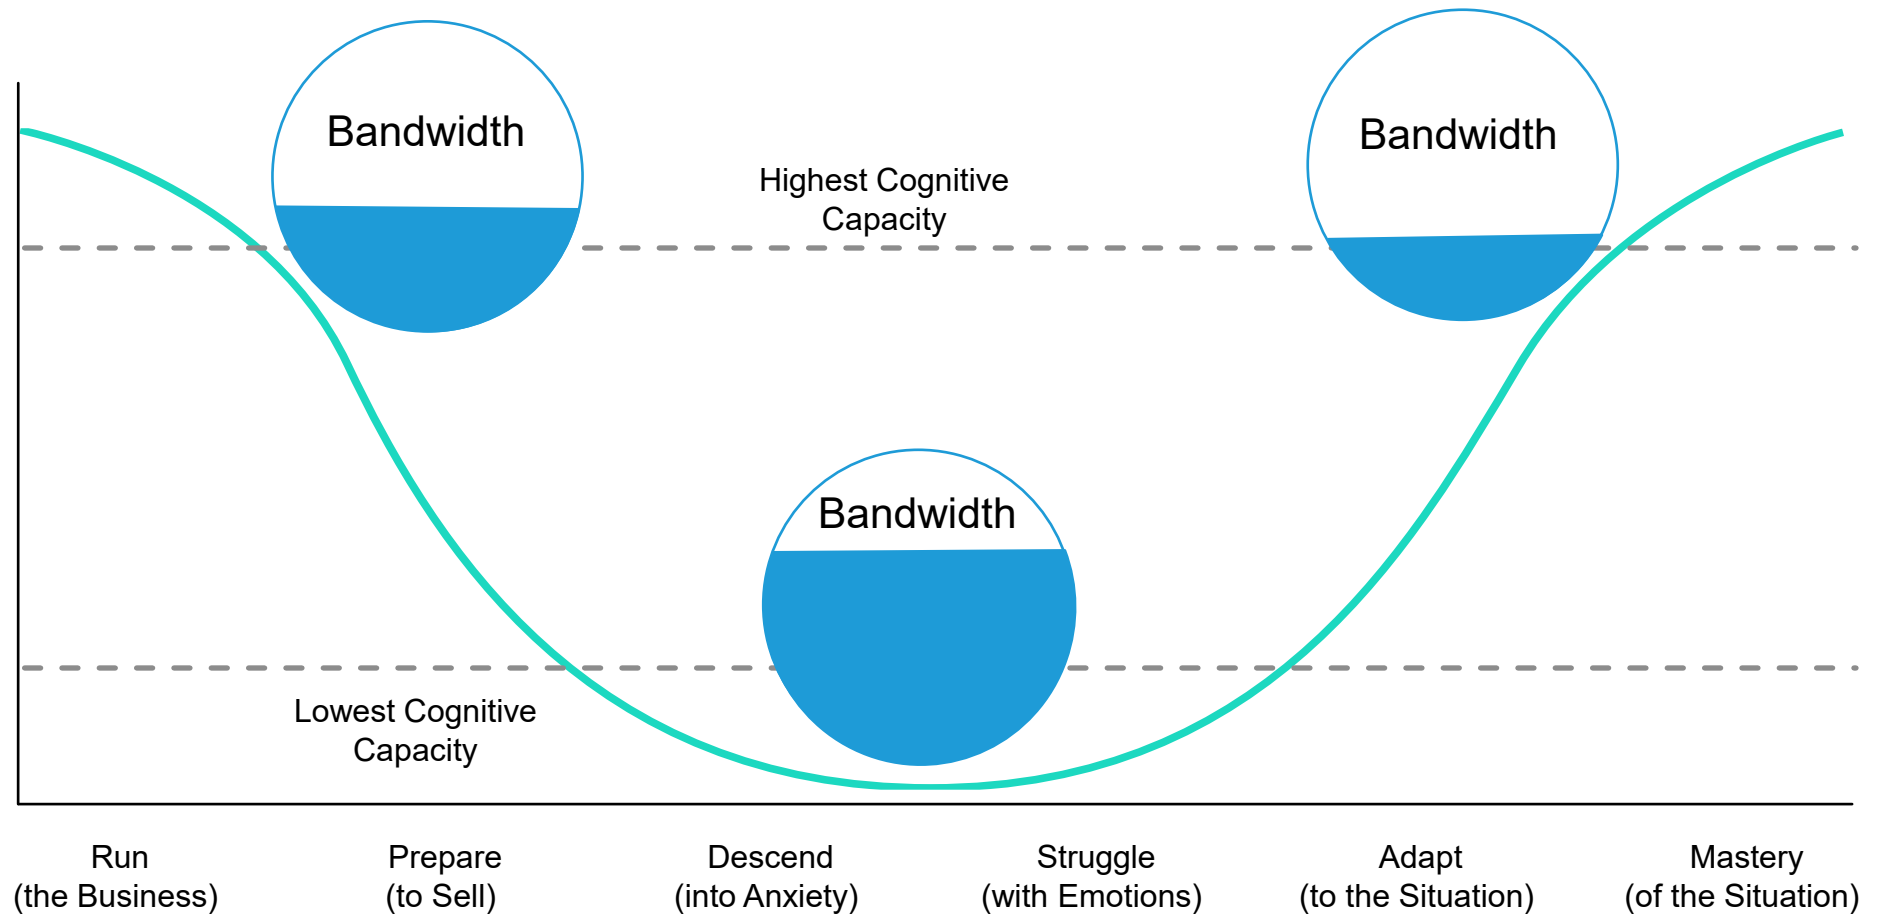 Bandwidth
Bandwidth
Highest Cognitive
Capacity
Bandwidth
Lowest Cognitive
Capacity
Run
(the Business)
Prepare
(to Sell)
Descend
(into Anxiety)
Struggle
(with Emotions)
Adapt
(to the Situation)
Mastery
(of the Situation)